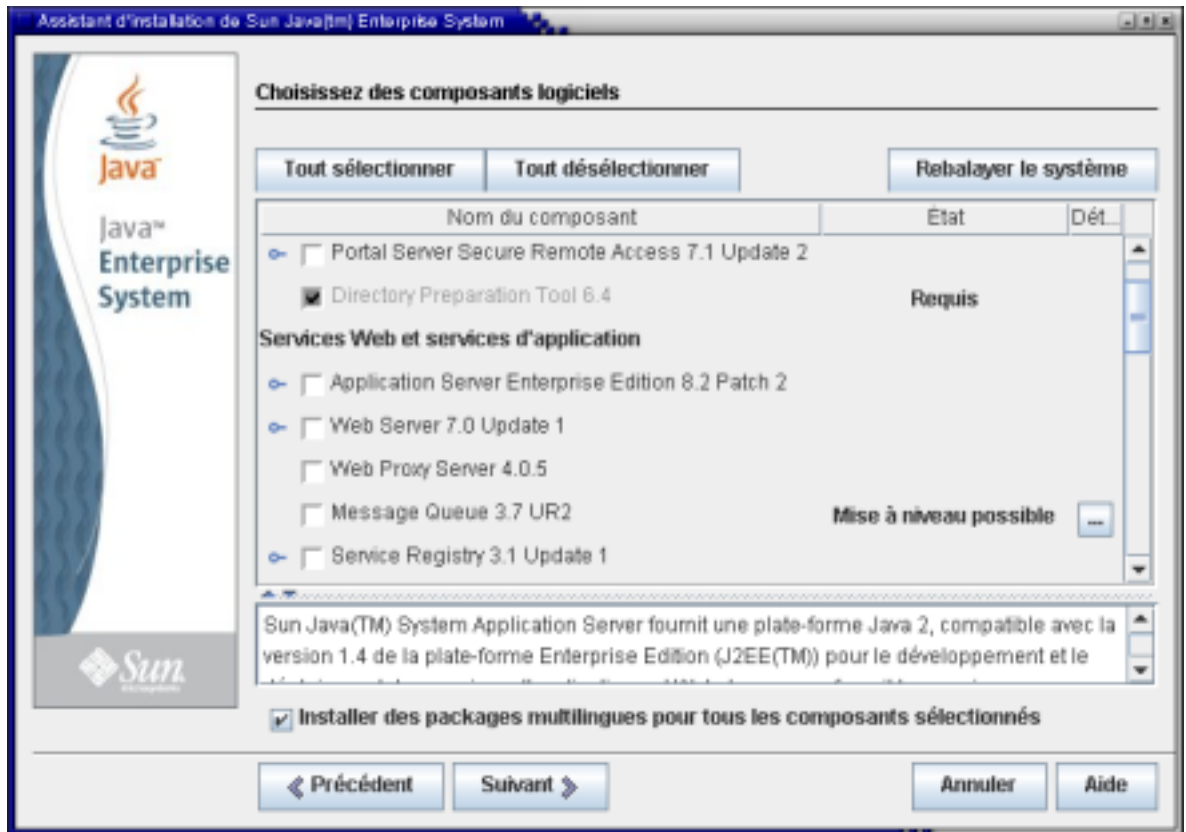 Assistant d'installation de Sun Java(tm) Enterprise System
Java
Java™
Enterprise
System
Sun
microsystems
Choisissez des composants logiciels
Tout sélectionner Tout désélectionner Rebalayer le système
Nom du composant État Dét...
Portal Server Secure Remote Access 7.1 Update 2
Directory Preparation Tool 6.4 Requis
Services Web et services d'application
Application Server Enterprise Edition 8.2 Patch 2
Web Server 7.0 Update 1
Web Proxy Server 4.0.5
Message Queue 3.7 UR2 Mise à niveau possible ...
Service Registry 3.1 Update 1
Sun Java(TM) System Application Server fournit une plate-forme Java 2, compatible avec la
version 1.4 de la plate-forme Enterprise Edition (J2EE(TM)) pour le développement et le
Installer des packages multilingues pour tous les composants sélectionnés
Précédent Suivant Annuler Aide